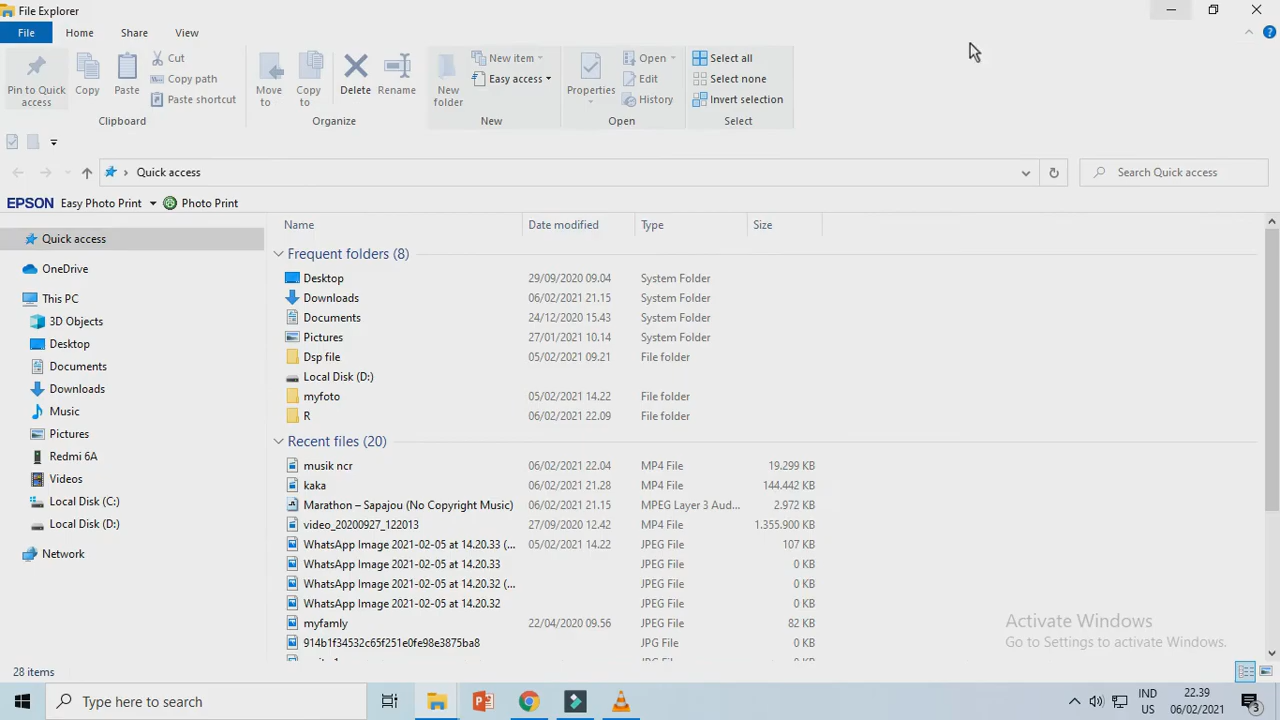 File Explorer
File Home Share View
Pin to Quick access
Copy
Paste
Cut
Copy path
Paste shortcut
Clipboard
Move to
Copy to
Delete
Rename
Organize
New folder
New item
Easy access
New
Properties
Open
Edit
History
Open
Select all
Select none
Invert selection
Select
Quick access
Search Quick access
EPSON Easy Photo Print Photo Print
Quick access
OneDrive
This PC
3D Objects
Desktop
Documents
Downloads
Music
Pictures
Redmi 6A
Videos
Local Disk (C:)
Local Disk (D:)
Network
Name Date modified Type Size
Frequent folders (8)
Desktop 29/09/2020 09.04 System Folder
Downloads 06/02/2021 21.15 System Folder
Documents 24/12/2020 15.43 System Folder
Pictures 27/01/2021 10.14 System Folder
Dsp file 05/02/2021 09.21 File folder
Local Disk (D:)
myfoto 05/02/2021 14.22 File folder
R 06/02/2021 22.09 File folder
Recent files (20)
musik ncr 06/02/2021 22.04 MP4 File 19.299 KB
kaka 06/02/2021 21.28 MP4 File 144.442 KB
Marathon – Sapajou (No Copyright Music) 06/02/2021 21.15 MPEG Layer 3 Aud... 2.972 KB
video_20200927_122013 27/09/2020 12.42 MP4 File 1.355.900 KB
WhatsApp Image 2021-02-05 at 14.20.33 (... 05/02/2021 14.22 JPEG File 107 KB
WhatsApp Image 2021-02-05 at 14.20.33 JPEG File 0 KB
WhatsApp Image 2021-02-05 at 14.20.32 (... JPEG File 0 KB
WhatsApp Image 2021-02-05 at 14.20.32 JPEG File 0 KB
myfamly 22/04/2020 09.56 JPEG File 82 KB
914b1f34532c65f251e0fe98e3875ba8 JPG File 0 KB
Activate Windows
Go to Settings to activate Windows.
28 items
Type here to search
IND
US
22.39
06/02/2021
3